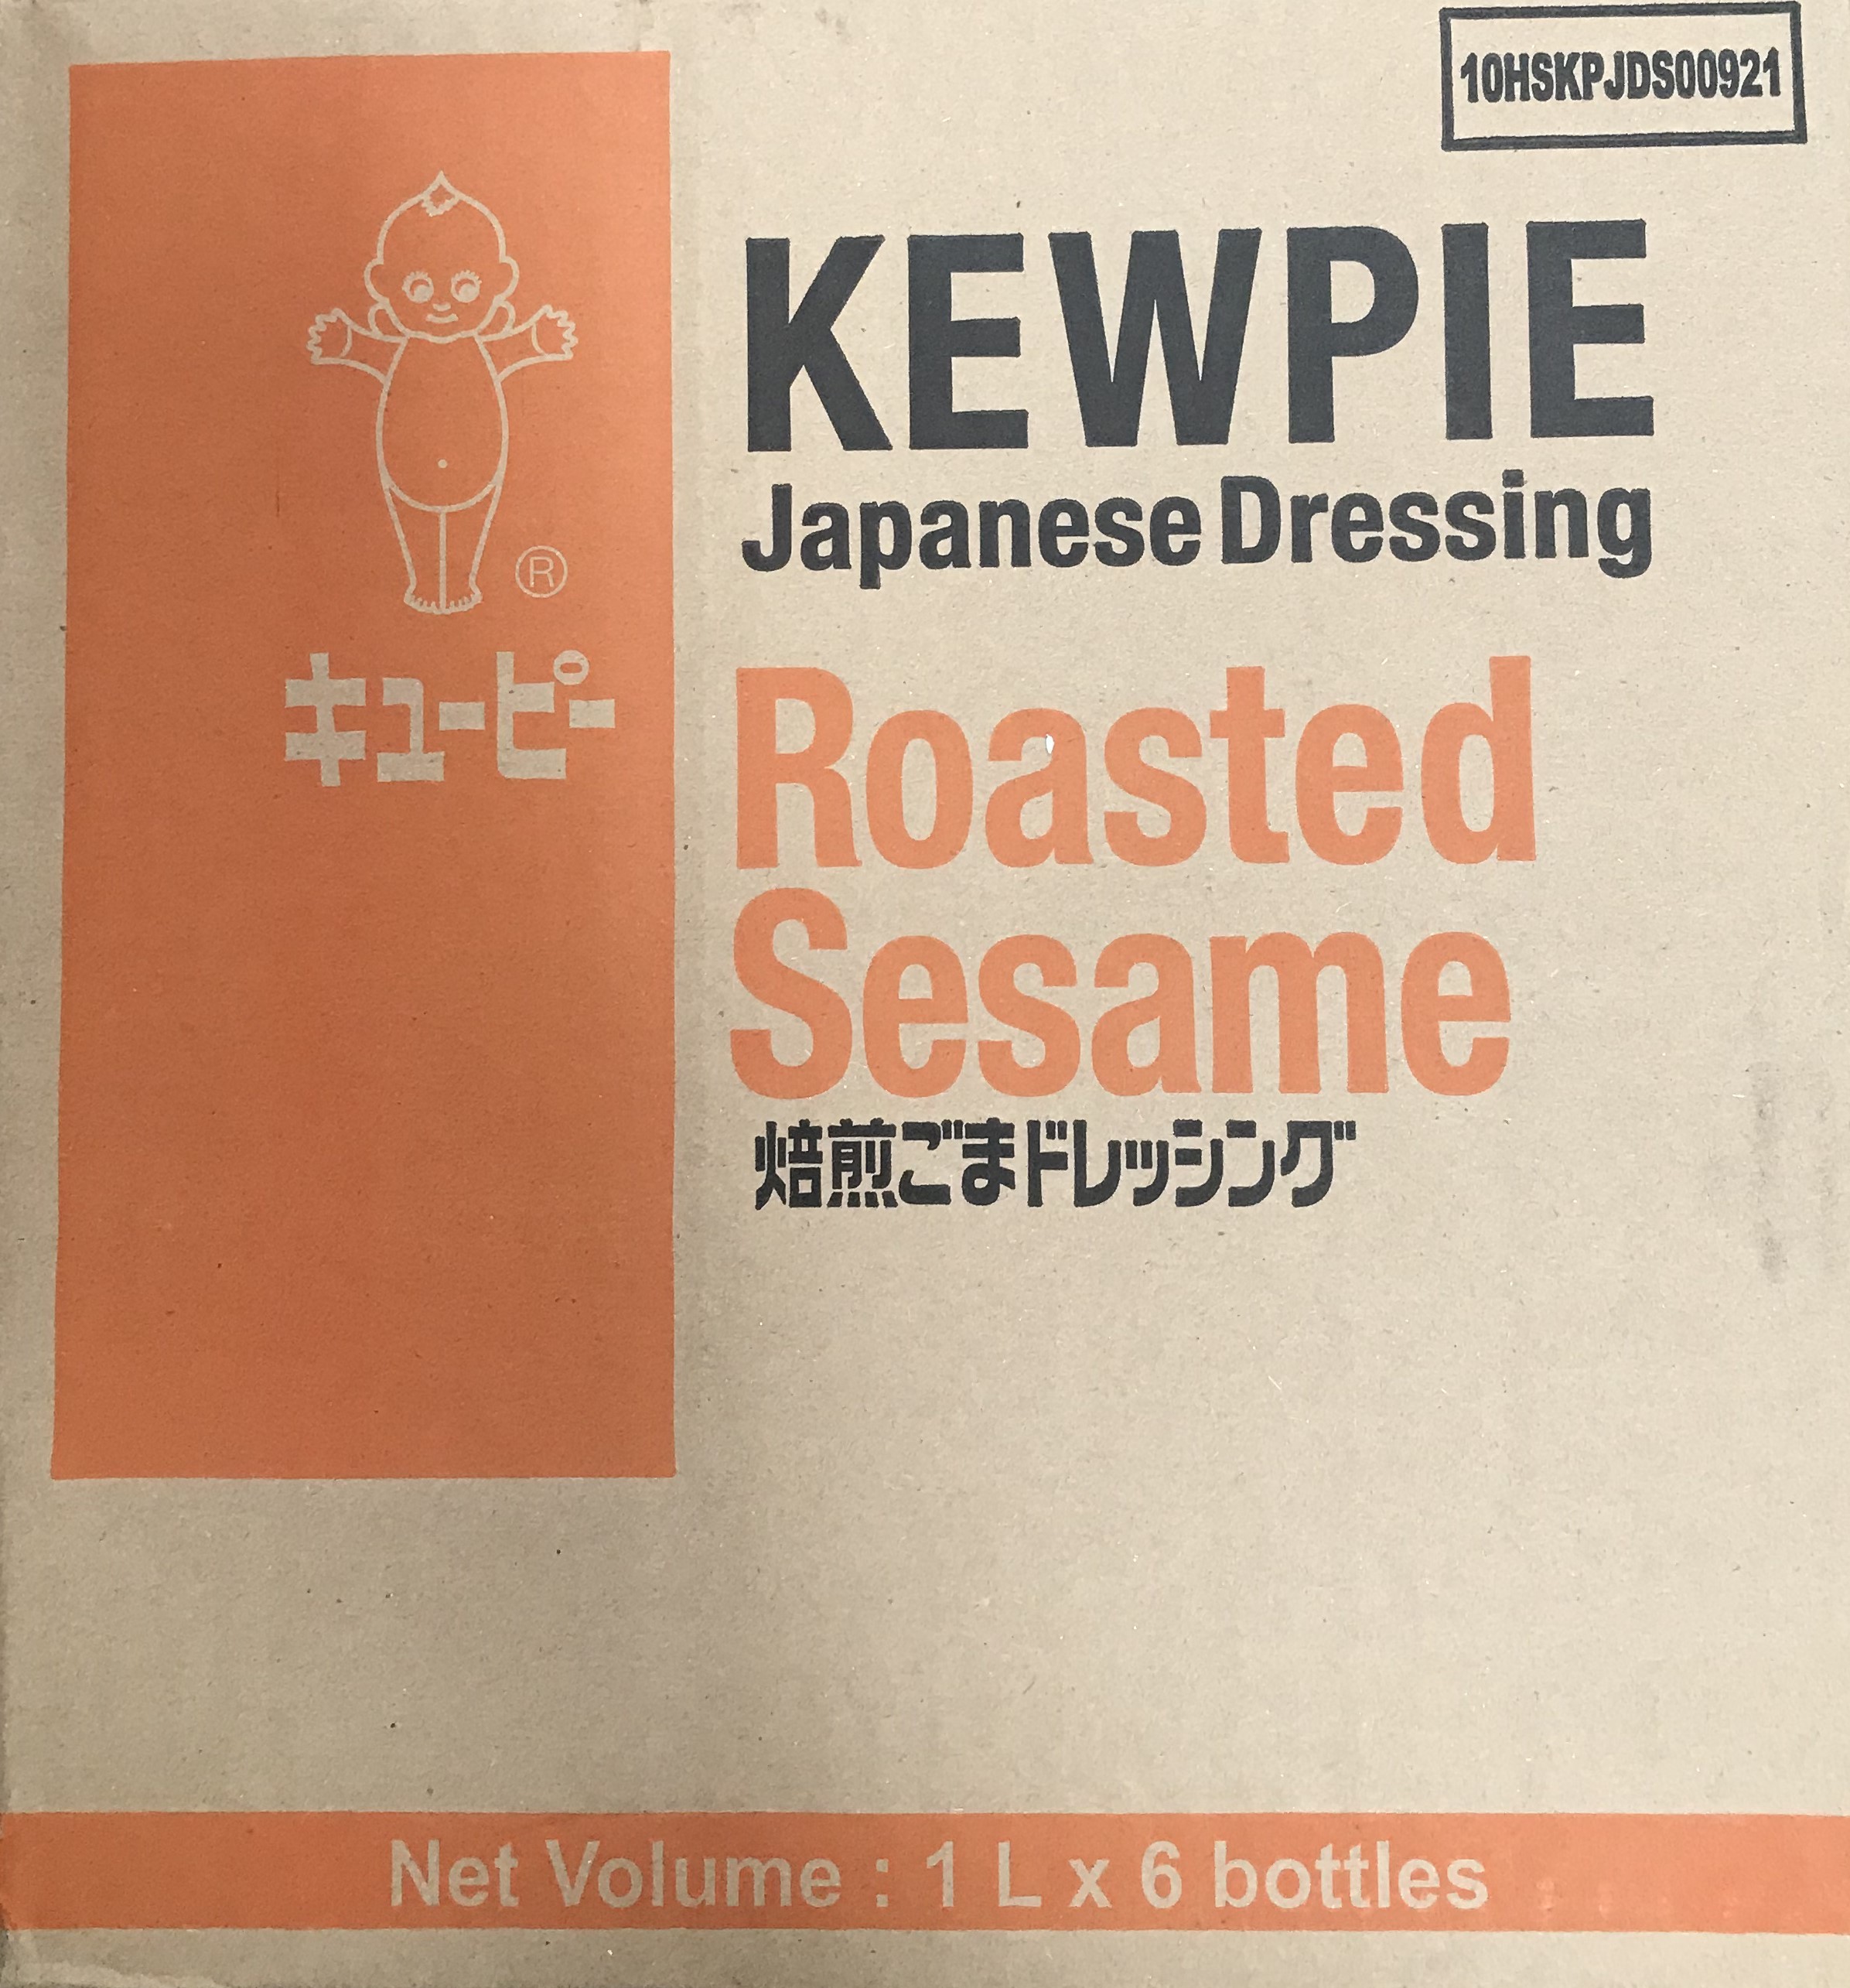 10HSKPJDS00921
KEWPIE
Japanese Dressing
®
キューピー
Roasted
Sesame
焙煎ごまドレッシング
Net Volume : 1 L x 6 bottles